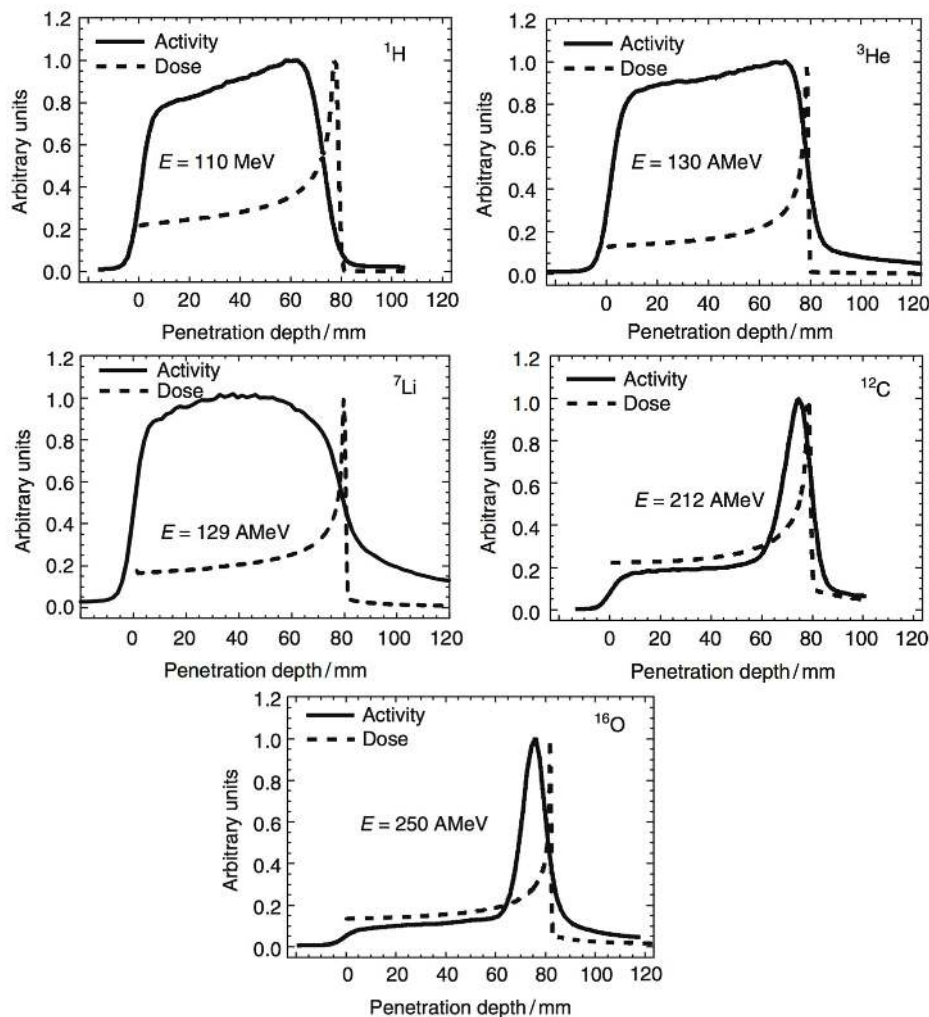 1.2
1.0
0.8
0.6
0.4
0.2
0.0
Arbitrary units
Activity
Dose
¹H
E = 110 MeV
0 20 40 60 80 100 120
Penetration depth / mm
1.2
1.0
0.8
0.6
0.4
0.2
0.0
Arbitrary units
Activity
Dose
³He
E = 130 AMeV
0 20 40 60 80 100 120
Penetration depth / mm
1.2
1.0
0.8
0.6
0.4
0.2
0.0
Arbitrary units
Activity
Dose
⁷Li
E = 129 AMeV
0 20 40 60 80 100 120
Penetration depth / mm
1.2
1.0
0.8
0.6
0.4
0.2
0.0
Arbitrary units
Activity
Dose
¹²C
E = 212 AMeV
0 20 40 60 80 100 120
Penetration depth / mm
1.2
1.0
0.8
0.6
0.4
0.2
0.0
Arbitrary units
Activity
Dose
¹⁶O
E = 250 AMeV
0 20 40 60 80 100 120
Penetration depth / mm